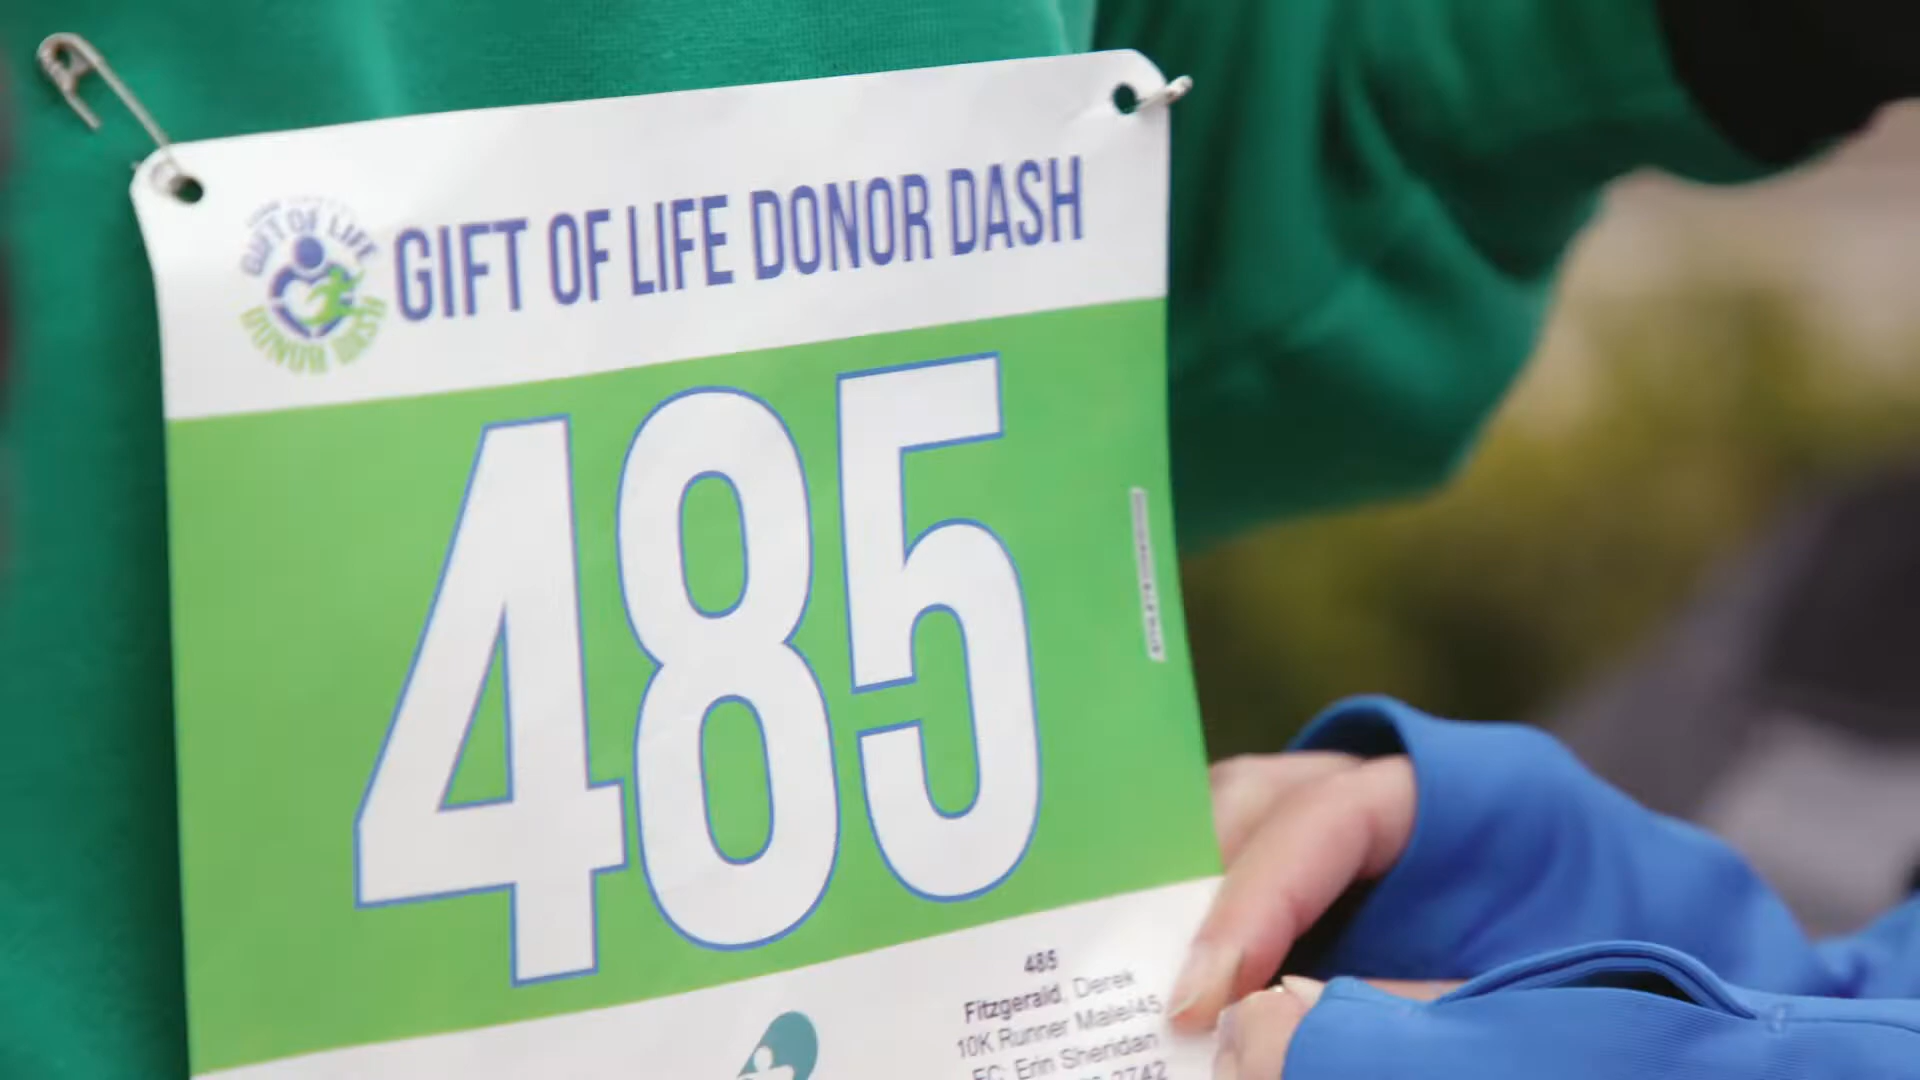 GIFT OF LIFE
DONOR DASH
GIFT OF LIFE DONOR DASH
485
485
Fitzgerald, Derek
10K Runner Male/45
EC: Erin Sheridan
2742